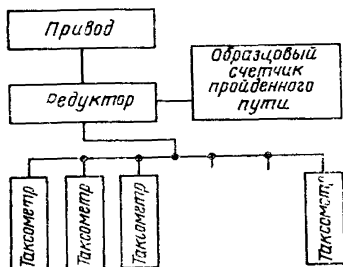 Привод
Образцовый
счетчик
пройденного
пути
Редуктор
Таксометр
Таксометр
Таксометр
Таксометр